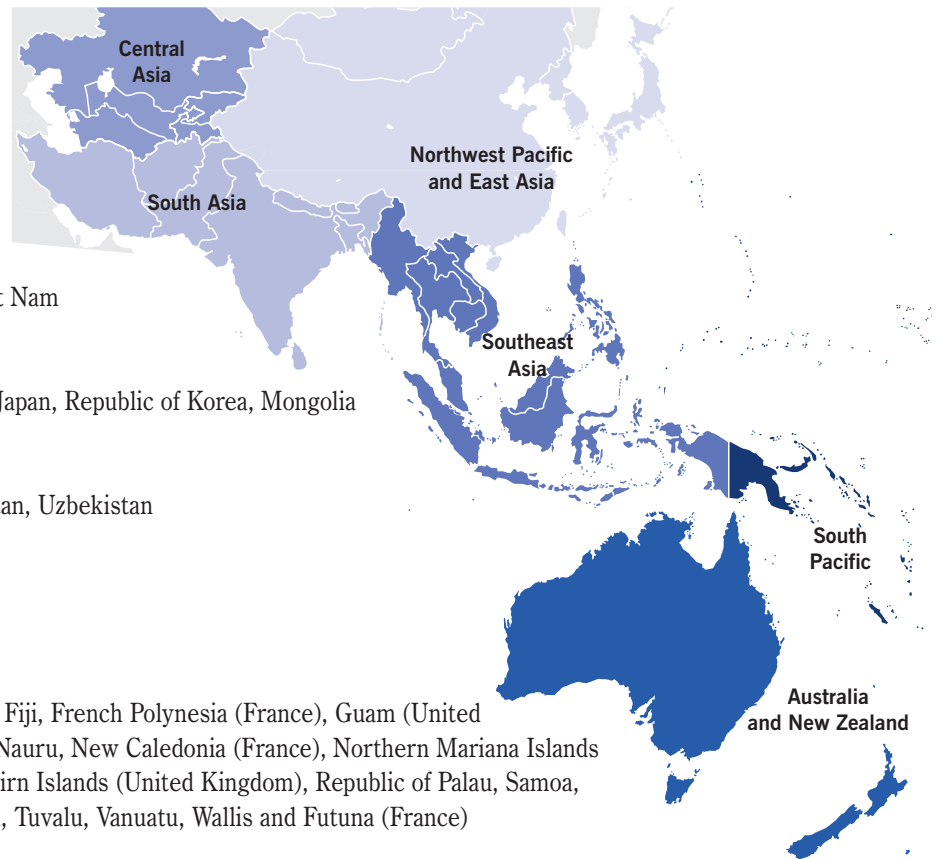 Central
Asia
Northwest Pacific
and East Asia
South Asia
Nam
Southeast
Asia
Japan, Republic of Korea, Mongolia
Uzbekistan
South
Pacific
Australia
and New Zealand
Fiji, French Polynesia (France), Guam (United
Nauru, New Caledonia (France), Northern Mariana Islands
Islands (United Kingdom), Republic of Palau, Samoa,
Tuvalu, Vanuatu, Wallis and Futuna (France)